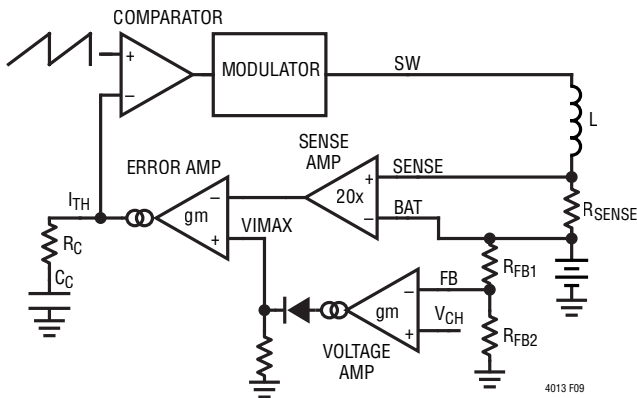 COMPARATOR
+
–
MODULATOR
SW
L
SENSE
AMP
SENSE
+
20x
–
BAT
R_SENSE
ERROR AMP
–
gm
+
I_TH
VIMAX
R_C
C_C
R_FB1
FB
–
gm
V_CH
+
R_FB2
VOLTAGE
AMP
4013 F09